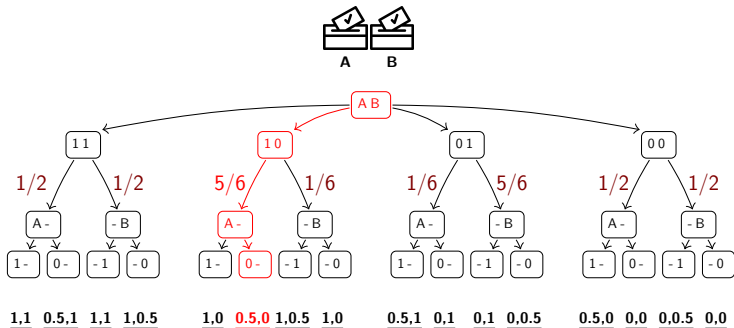 A B
A B
1 1 1 0 0 1 0 0
1/2 1/2 5/6 1/6 1/6 5/6 1/2 1/2
A - - B A - - B A - - B A - - B
1 - 0 - - 1 - 0 1 - 0 - - 1 - 0 1 - 0 - - 1 - 0 1 - 0 - - 1 - 0
1,1 0.5,1 1,1 1,0.5 1,0 0.5,0 1,0.5 1,0 0.5,1 0,1 0,1 0,0.5 0.5,0 0,0 0,0.5 0,0